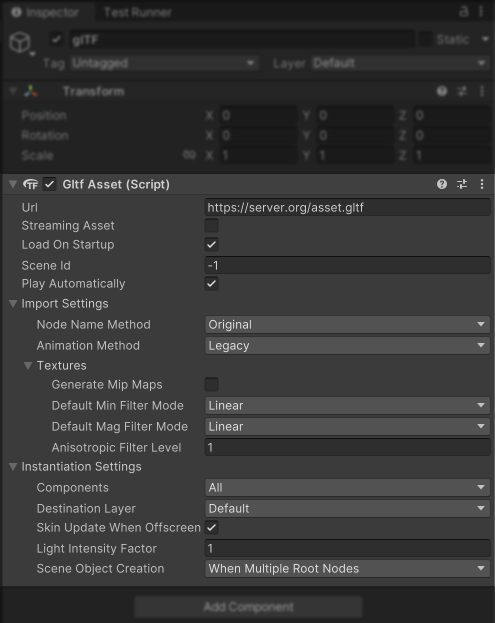 Inspector Test Runner
glTF Static
Tag Untagged Layer Default
Transform
Position X 0 Y 0 Z 0
Rotation X 0 Y 0 Z 0
Scale X 1 Y 1 Z 1
Gltf Asset (Script)
Url https://server.org/asset.gltf
Streaming Asset
Load On Startup
Scene Id -1
Play Automatically
Import Settings
Node Name Method Original
Animation Method Legacy
Textures
Generate Mip Maps
Default Min Filter Mode Linear
Default Mag Filter Mode Linear
Anisotropic Filter Level 1
Instantiation Settings
Components All
Destination Layer Default
Skin Update When Offscreen
Light Intensity Factor 1
Scene Object Creation When Multiple Root Nodes
Add Component